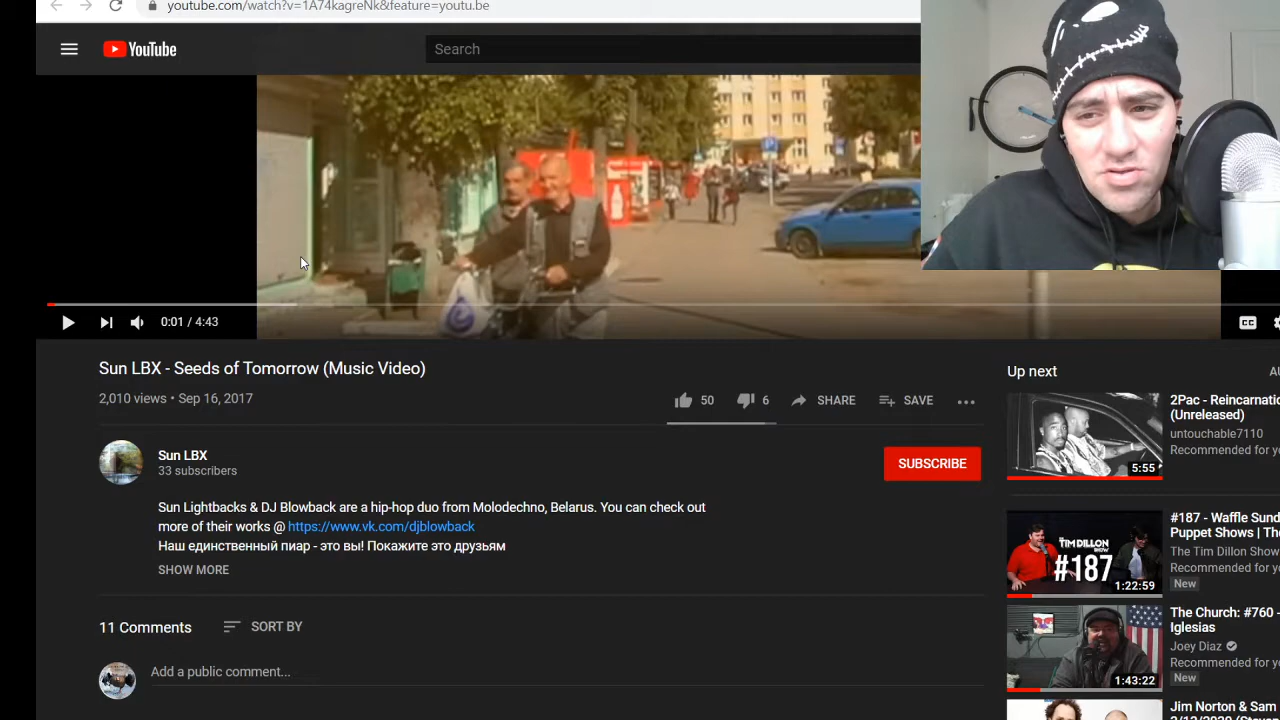 youtube.com/watch?v=1A74kagreNk&feature=youtu.be
YouTube
Search
0:01 / 4:43
CC
Sun LBX - Seeds of Tomorrow (Music Video)
2,010 views • Sep 16, 2017
50
6
SHARE
SAVE
Sun LBX
33 subscribers
SUBSCRIBE
Sun Lightbacks & DJ Blowback are a hip-hop duo from Molodechno, Belarus. You can check out
more of their works @ https://www.vk.com/djblowback
Наш единственный пиар - это вы! Покажите это друзьям
SHOW MORE
11 Comments
SORT BY
Add a public comment...
Up next
AU
2Pac - Reincarnatic
(Unreleased)
untouchable7110
Recommended for yo
5:55
#187 - Waffle Sund
Puppet Shows | The
The Tim Dillon Show
Recommended for yo
New
THE
TIM DILLON
SHOW
#187
1:22:59
The Church: #760 -
Iglesias
Joey Diaz
Recommended for yo
New
1:43:22
Jim Norton & Sam